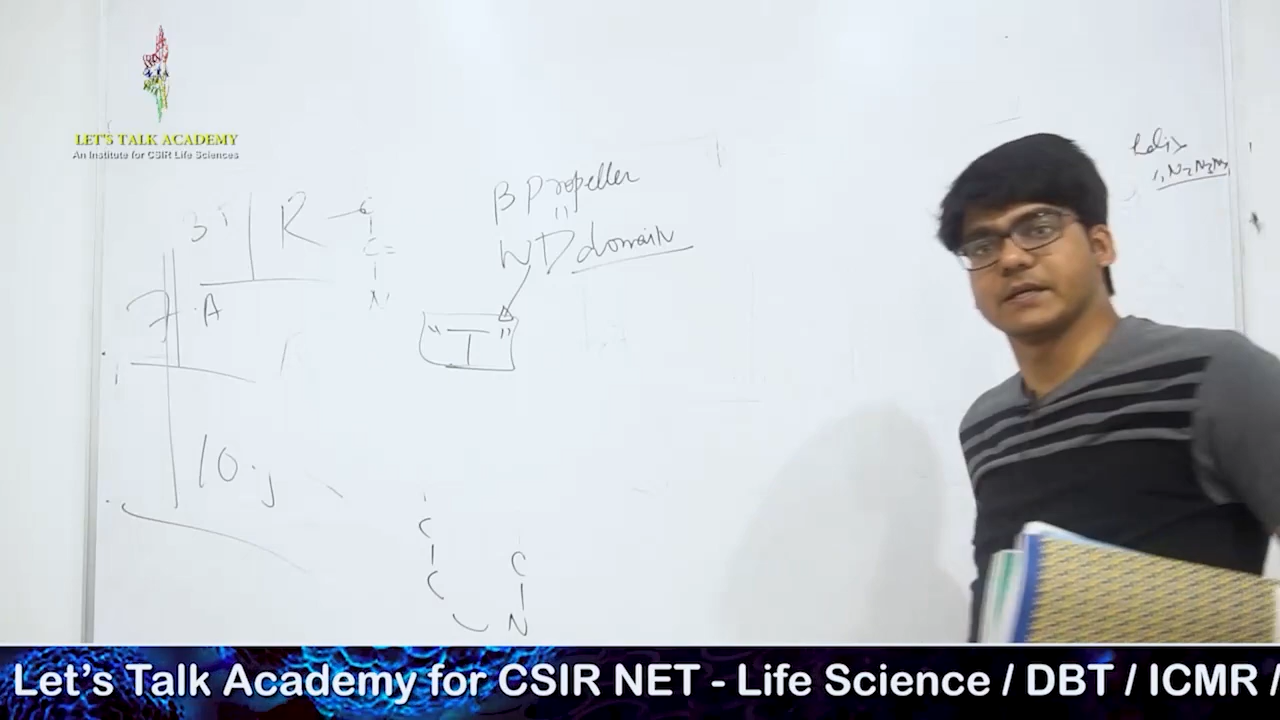 LET'S TALK ACADEMY
An Institute for CSIR Life Sciences
β Propeller
"
WD domain
R
C
C =
N
A
7
" T "
10.
C
C
C
N
Let's Talk Academy for CSIR NET - Life Science / DBT / ICMR /